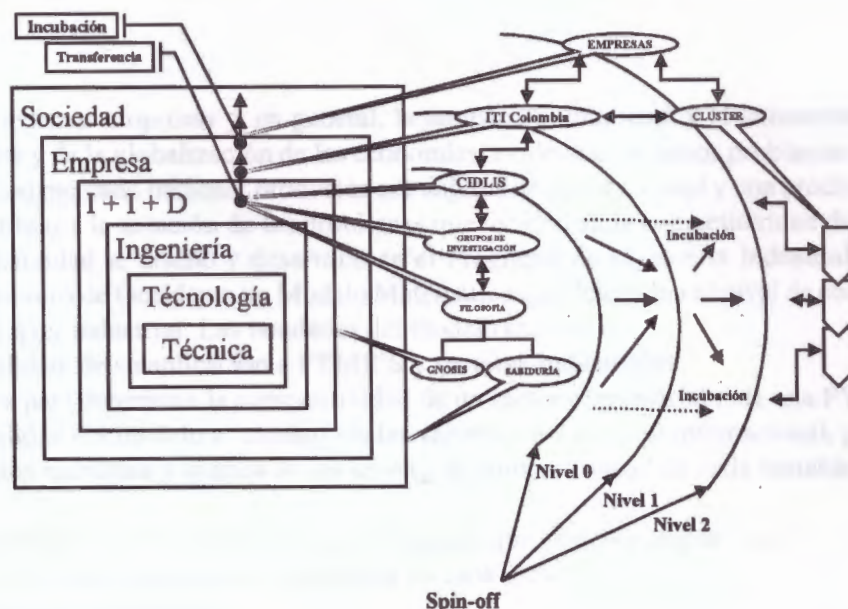 Incubación
Transferencia
Sociedad
Empresa
I + I + D
Ingeniería
Técnología
Técnica
EMPRESAS
ITI Colombia
CLUSTER
CIDLIS
GRUPOS DE
INVESTIGACION
FILOSOFÍA
GNOSIS
SABIDURÍA
Incubación
Incubación
Nivel 0
Nivel 1
Nivel 2
Spin-off